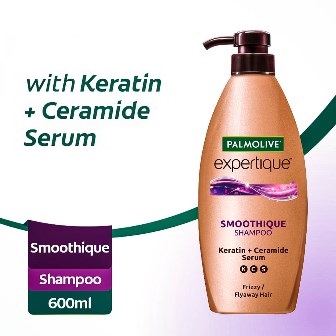 with Keratin
+ Ceramide
Serum
PALMOLIVE
expertique
SMOOTHIQUE
SHAMPOO
Keratin + Ceramide
Serum
K C S
Frizzy /
Flyaway Hair
Smoothique
Shampoo
600ml